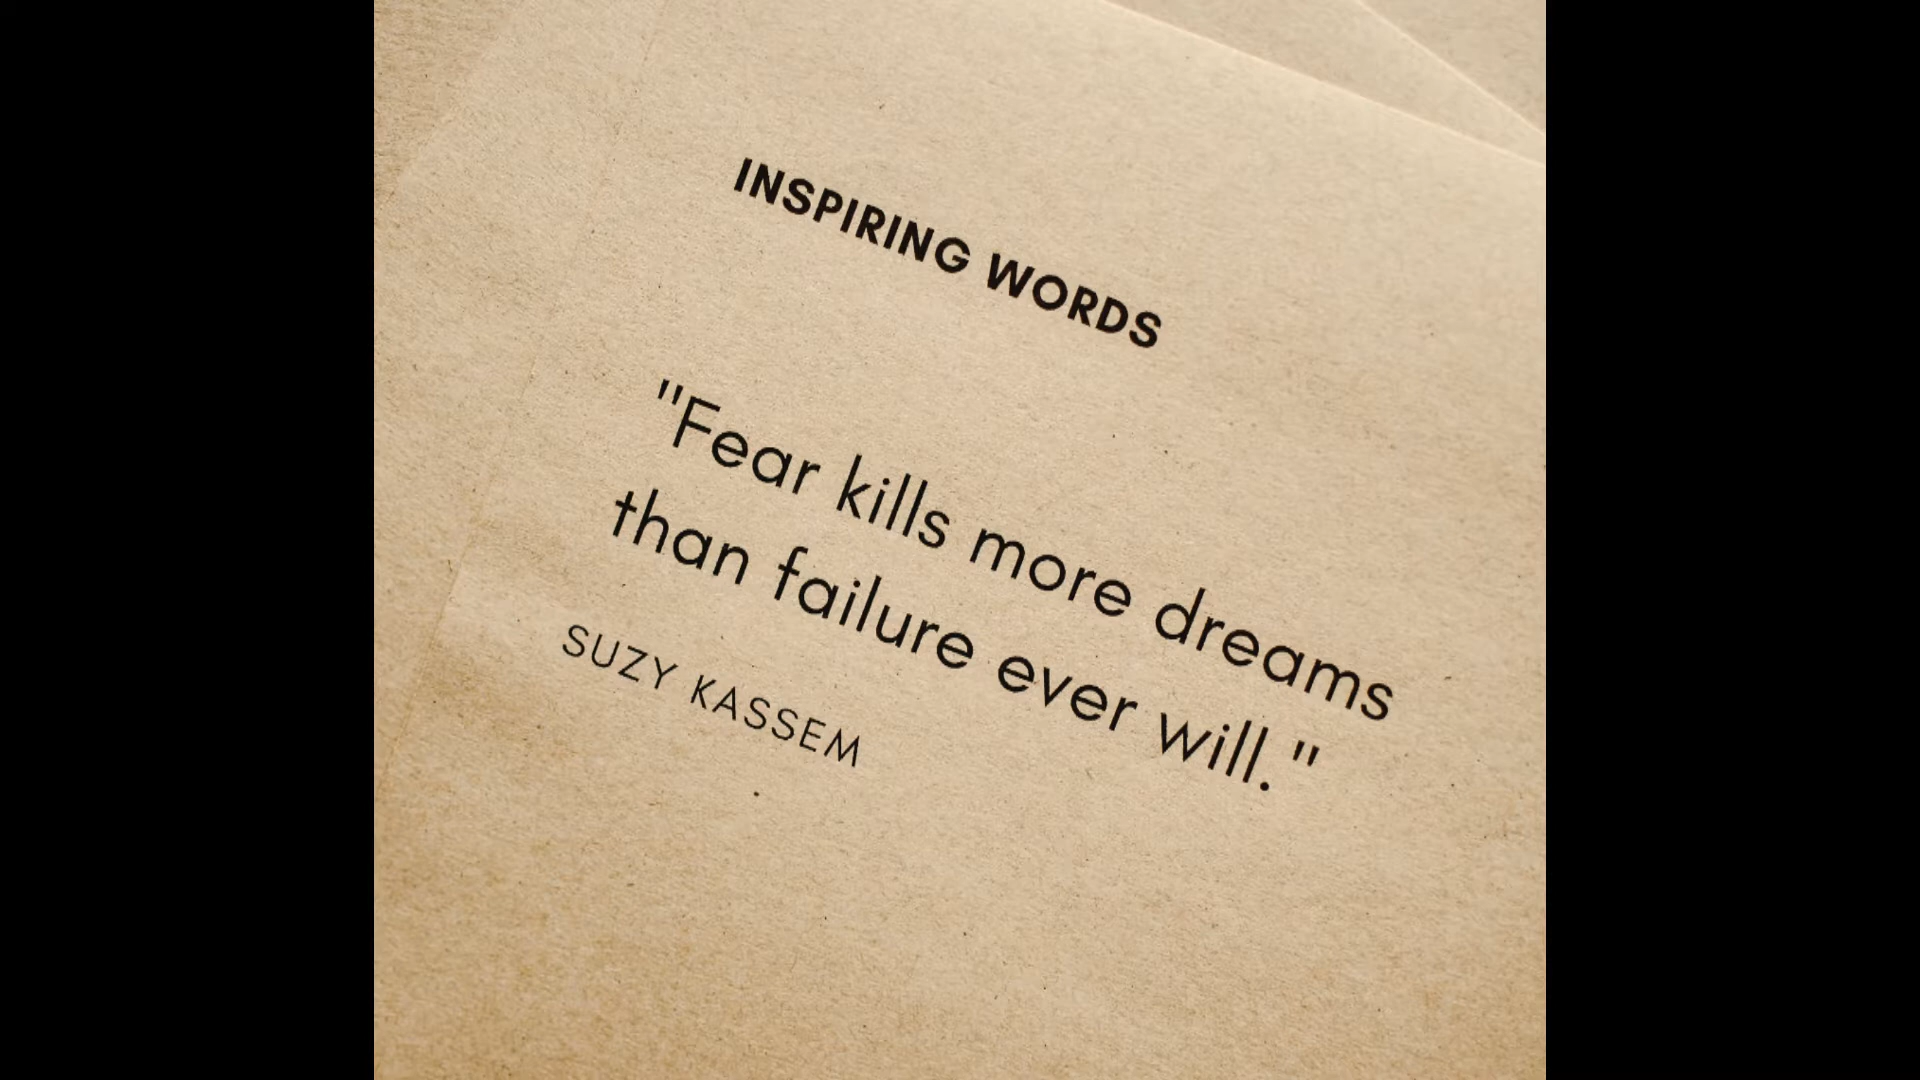 INSPIRING WORDS
"Fear kills more dreams
than failure ever will."
SUZY KASSEM